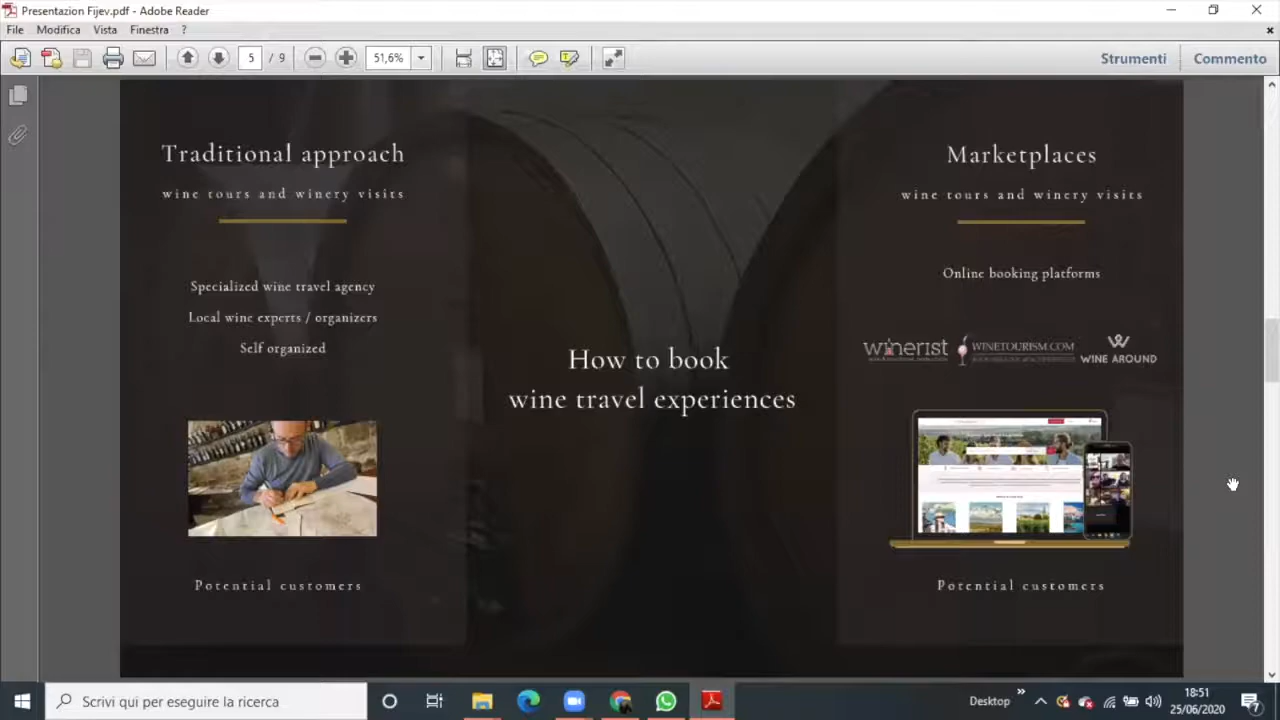 Presentazion Fijev.pdf - Adobe Reader
File Modifica Vista Finestra ?
5 / 9 51,6% Strumenti Commento
Traditional approach
wine tours and winery visits
Specialized wine travel agency
Local wine experts / organizers
Self organized
Potential customers
How to book
wine travel experiences
Marketplaces
wine tours and winery visits
Online booking platforms
winerist
WINETOURISM.COM
WINE AROUND
Potential customers
Scrivi qui per eseguire la ricerca
Desktop
18:51
25/06/2020
7